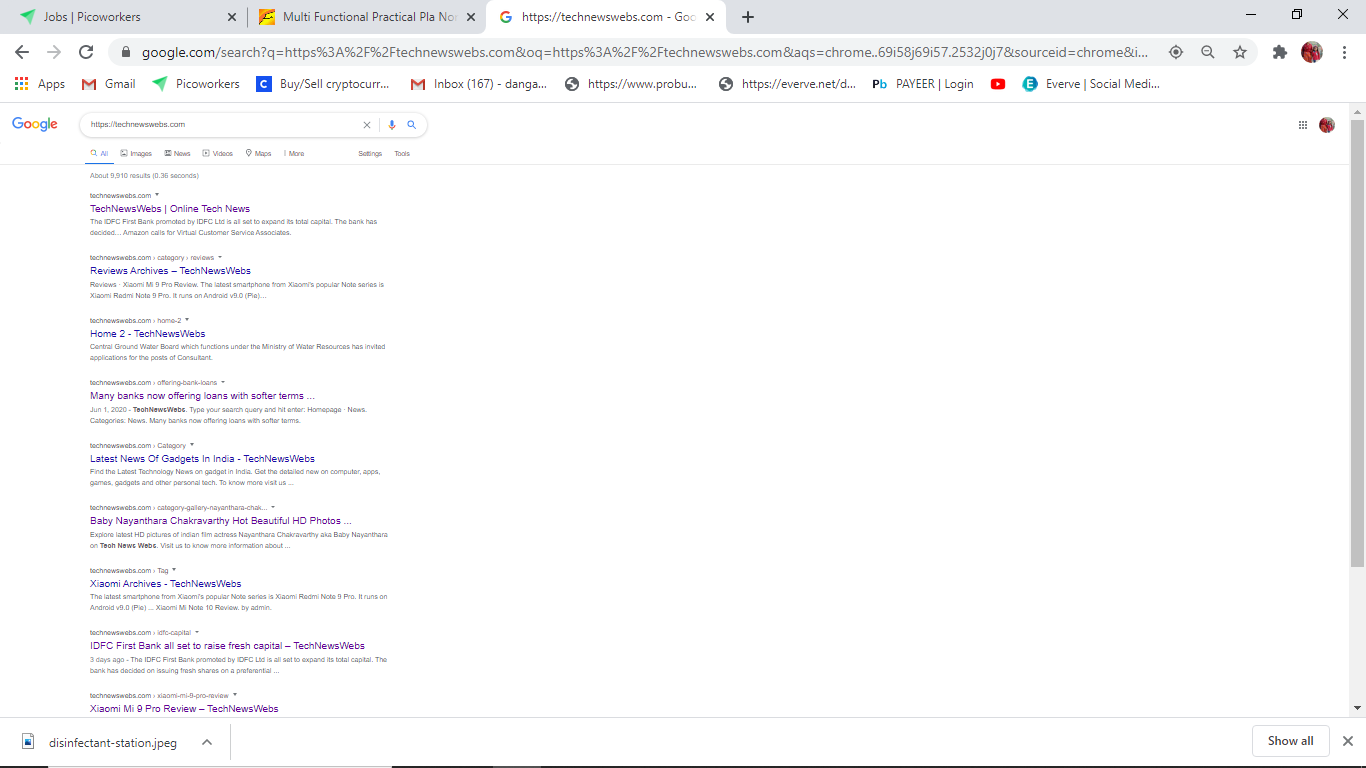 Jobs | Picoworkers
Multi Functional Practical Pla Nor
https://technewswebs.com - Goo
google.com/search?q=https%3A%2F%2Ftechnewswebs.com&oq=https%3A%2F%2Ftechnewswebs.com&aqs=chrome..69i58j69i57.2532j0j7&sourceid=chrome&i...
Apps Gmail Picoworkers Buy/Sell cryptocurr... Inbox (167) - danga... https://www.probu... https://everve.net/d... PAYEER | Login Everve | Social Medi...
Google
https://technewswebs.com
All Images News Videos Maps More Settings Tools
About 9,910 results (0.36 seconds)
technewswebs.com
TechNewsWebs | Online Tech News
The IDFC First Bank promoted by IDFC Ltd is all set to expand its total capital. The bank has
decided... Amazon calls for Virtual Customer Service Associates.
technewswebs.com › category › reviews
Reviews Archives – TechNewsWebs
Reviews · Xiaomi Mi 9 Pro Review. The latest smartphone from Xiaomi's popular Note series is
Xiaomi Redmi Note 9 Pro. It runs on Android v9.0 (Pie)...
technewswebs.com › home-2
Home 2 - TechNewsWebs
Central Ground Water Board which functions under the Ministry of Water Resources has invited
applications for the posts of Consultant.
technewswebs.com › offering-bank-loans
Many banks now offering loans with softer terms ...
Jun 1, 2020 - TechNewsWebs. Type your search query and hit enter: Homepage · News.
Categories: News. Many banks now offering loans with softer terms.
technewswebs.com › Category
Latest News Of Gadgets In India - TechNewsWebs
Find the Latest Technology News on gadget in India. Get the detailed new on computer, apps,
games, gadgets and other personal tech. To know more visit us ...
technewswebs.com › category-gallery-nayanthara-chak...
Baby Nayanthara Chakravarthy Hot Beautiful HD Photos ...
Explore latest HD pictures of indian film actress Nayanthara Chakravarthy aka Baby Nayanthara
on Tech News Webs. Visit us to know more information about ...
technewswebs.com › Tag
Xiaomi Archives - TechNewsWebs
The latest smartphone from Xiaomi's popular Note series is Xiaomi Redmi Note 9 Pro. It runs on
Android v9.0 (Pie) ... Xiaomi Mi Note 10 Review. by admin.
technewswebs.com › idfc-capital
IDFC First Bank all set to raise fresh capital – TechNewsWebs
3 days ago - The IDFC First Bank promoted by IDFC Ltd is all set to expand its total capital. The
bank has decided on issuing fresh shares on a preferential ...
technewswebs.com › xiaomi-mi-9-pro-review
Xiaomi Mi 9 Pro Review – TechNewsWebs
disinfectant-station.jpeg
Show all